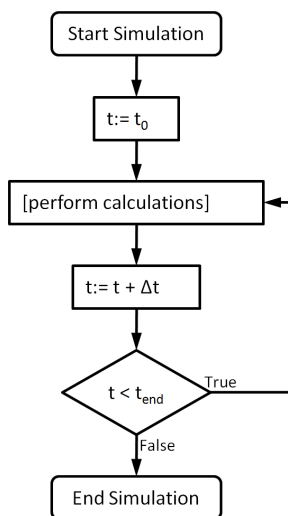 Start Simulation
t:= t₀
[perform calculations]
t:= t + Δt
t < tₑₙd
True
False
End Simulation